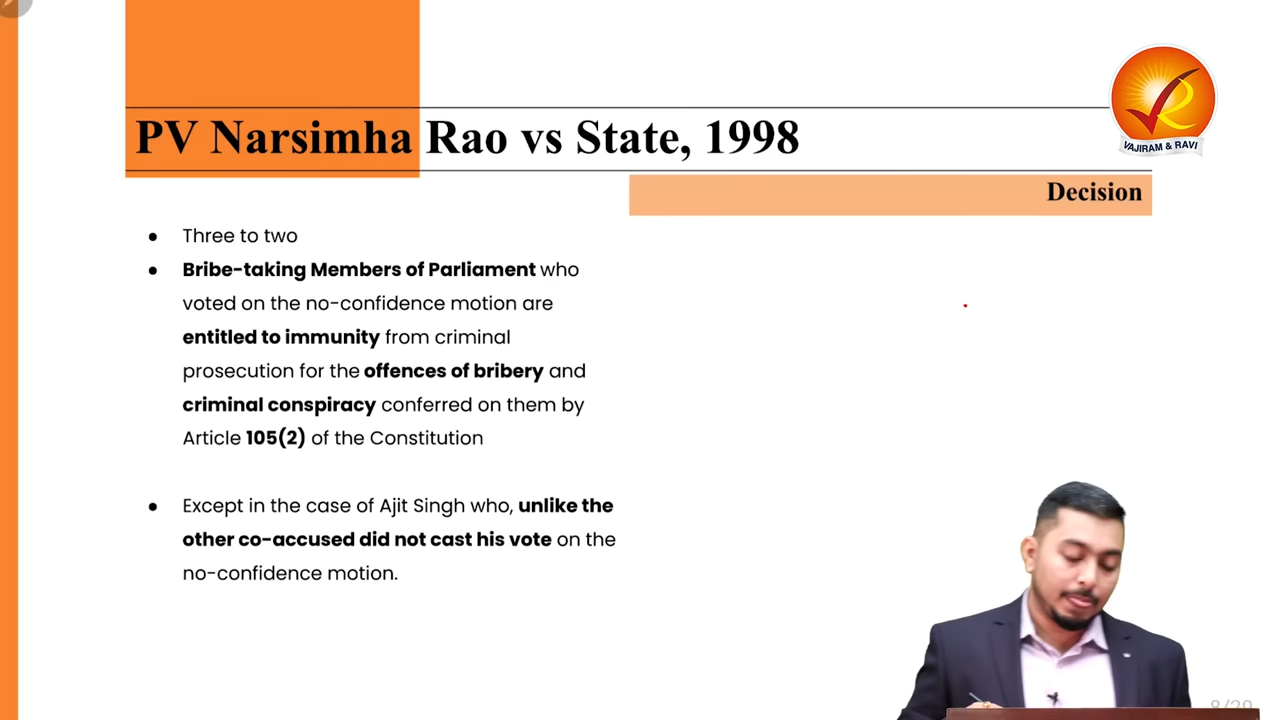 VAJIRAM & RAVI
PV Narsimha Rao vs State, 1998
Decision
● Three to two
● Bribe-taking Members of Parliament who
voted on the no-confidence motion are
entitled to immunity from criminal
prosecution for the offences of bribery and
criminal conspiracy conferred on them by
Article 105(2) of the Constitution
● Except in the case of Ajit Singh who, unlike the
other co-accused did not cast his vote on the
no-confidence motion.